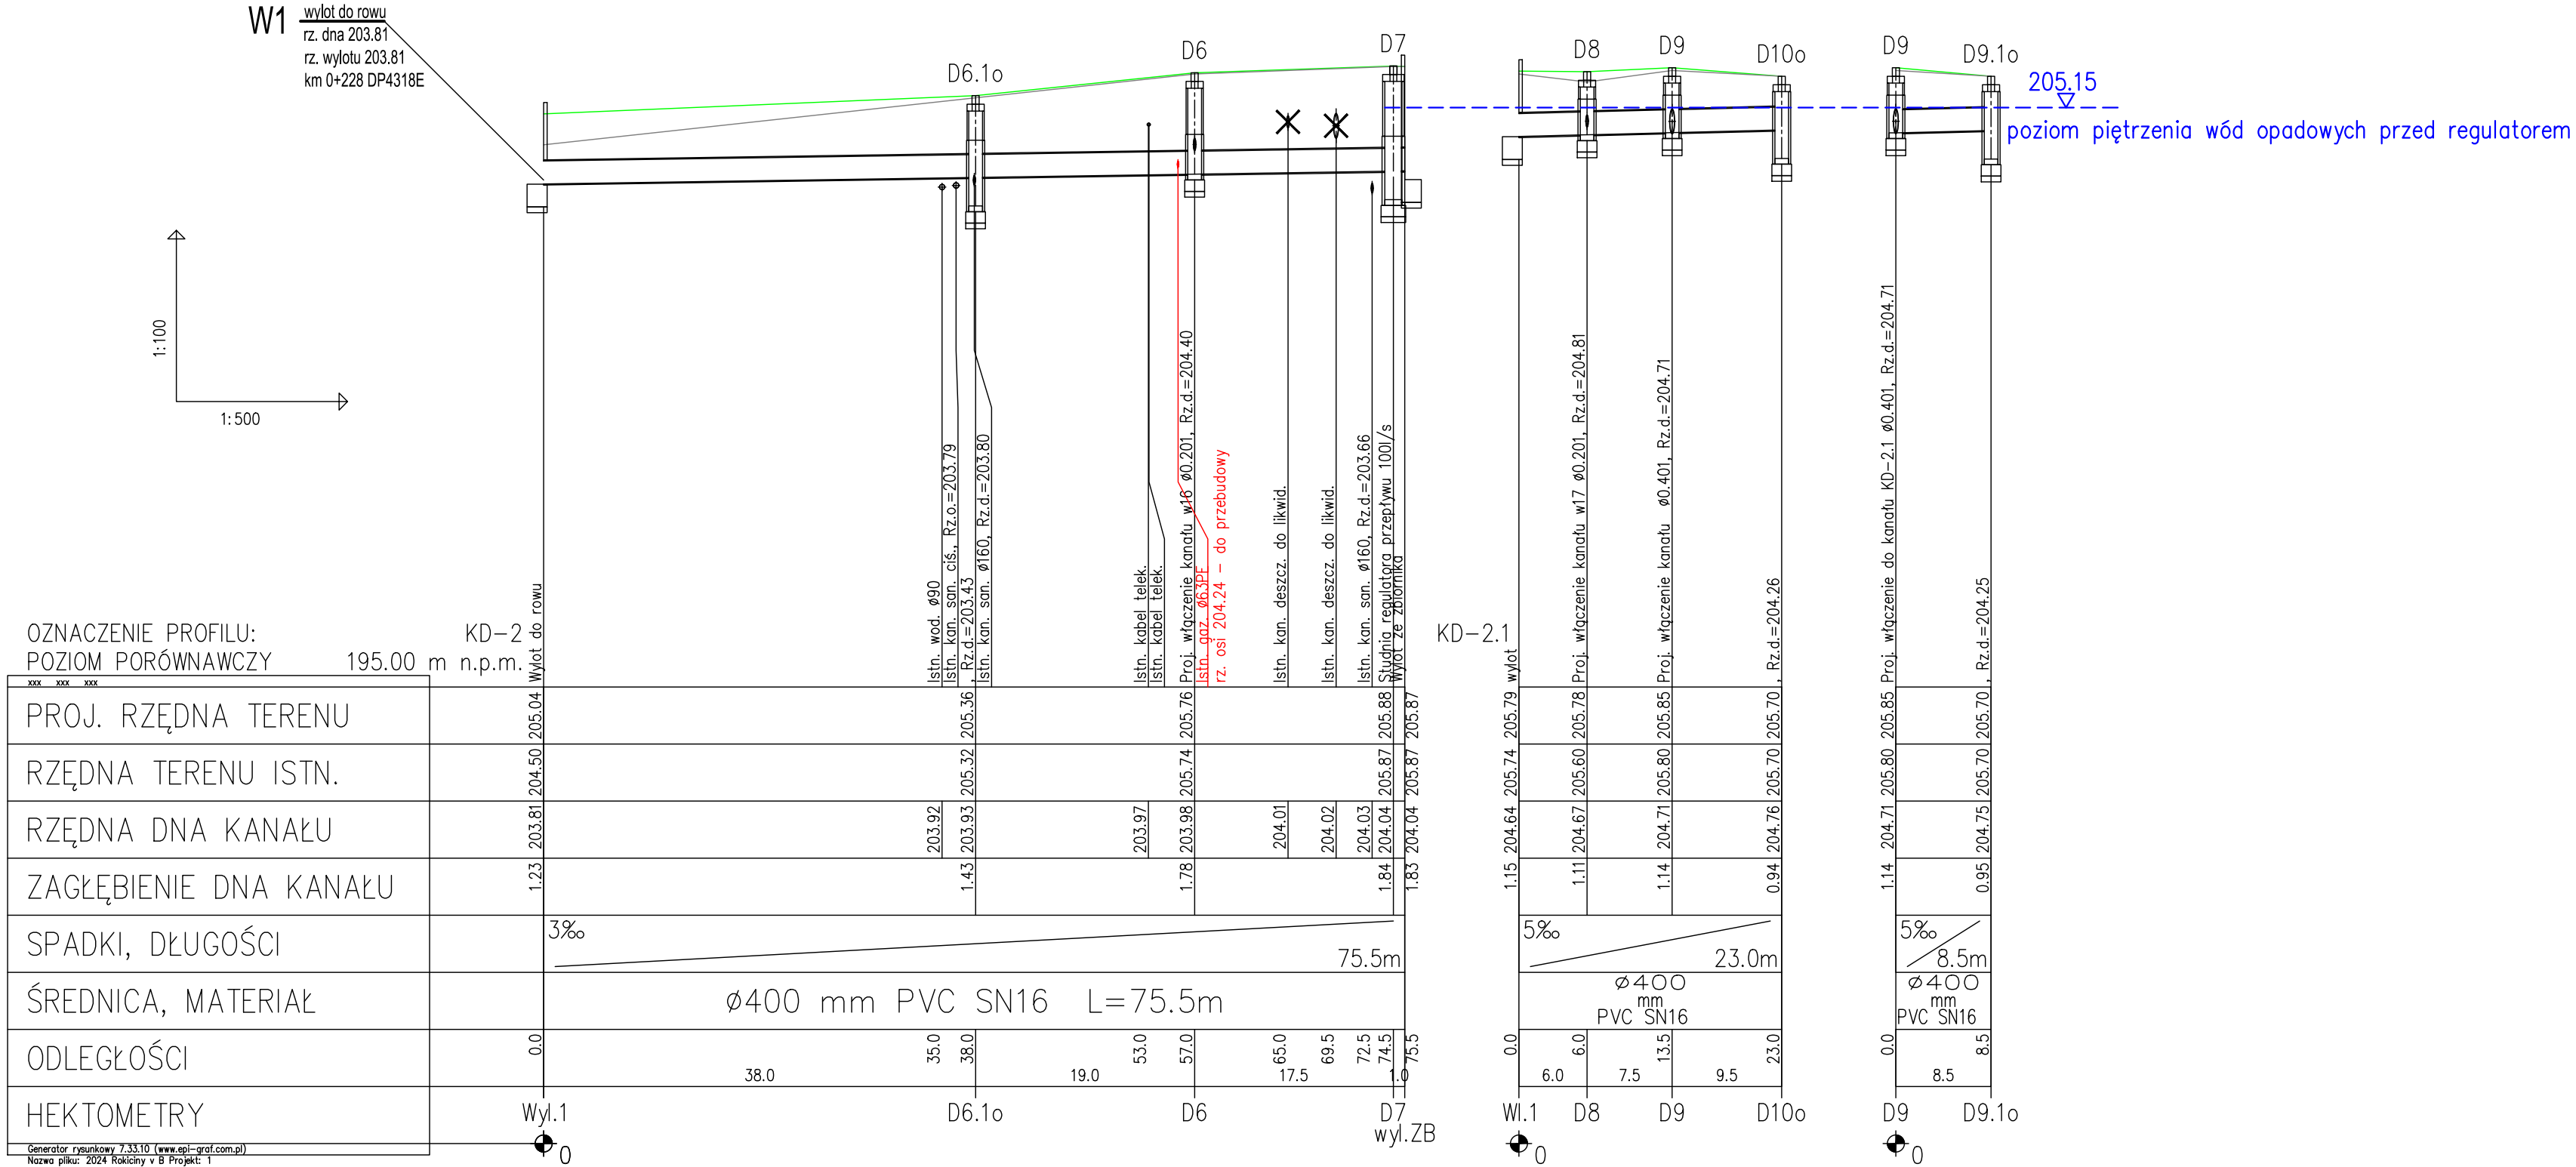 W1
wylot do rowu
rz. dna 203.81
rz. wylotu 203.81
km 0+228 DP4318E
D6.1o
D6
D7
D8
D9
D10o
D9
D9.1o
205.15
poziom piętrzenia wód opadowych przed regulatorem
1:100
1:500
Wylot do rowu
Istn. wod. ø90
Istn. kan. san. ciś., Rz.o.=203.79
, Rz.d.=203.43
Istn. kan. san. ø160, Rz.d.=203.80
Istn. kabel telek.
Istn. kabel telek.
Proj. włączenie kanału w16 ø0.201, Rz.d.=204.40
Istn. gaz. ø63PE
rz. osi 204.24 - do przebudowy
Istn. kan. deszcz. do likwid.
Istn. kan. deszcz. do likwid.
Istn. kan. san. ø160, Rz.d.=203.66
Studnia regulatora przepływu 100l/s
Wylot ze zbiornika
wylot
Proj. włączenie kanału w17 ø0.201, Rz.d.=204.81
Proj. włączenie kanału ø0.401, Rz.d.=204.71
, Rz.d.=204.26
Proj. włączenie do kanału KD-2.1 ø0.401, Rz.d.=204.71
, Rz.d.=204.25
OZNACZENIE PROFILU: KD-2 KD-2.1
POZIOM PORÓWNAWCZY 195.00 m n.p.m.
xxx xxx xxx
PROJ. RZĘDNA TERENU 205.04 205.36 205.76 205.88 205.87 205.79 205.78 205.85 205.70 205.85 205.70
RZĘDNA TERENU ISTN. 204.50 205.32 205.74 205.87 205.87 205.74 205.60 205.80 205.70 205.80 205.70
RZĘDNA DNA KANAŁU 203.81 203.92 203.93 203.97 203.98 204.01 204.02 204.03 204.04 204.04 204.64 204.67 204.71 204.76 204.71 204.75
ZAGŁĘBIENIE DNA KANAŁU 1.23 1.43 1.78 1.84 1.83 1.15 1.11 1.14 0.94 1.14 0.95
SPADKI, DŁUGOŚCI 3‰ 75.5m 5‰ 23.0m 5‰ 8.5m
ŚREDNICA, MATERIAŁ ø400 mm PVC SN16 L=75.5m
ø400
mm
PVC SN16
ø400
mm
PVC SN16
ODLEGŁOŚCI 0.0 35.0 38.0 53.0 57.0 65.0 69.5 72.5 74.5 75.5 0.0 6.0 13.5 23.0 0.0 8.5
38.0 19.0 17.5 1.0 6.0 7.5 9.5 8.5
HEKTOMETRY Wyl.1 D6.1o D6 D7 Wl.1 D8 D9 D10o D9 D9.1o
wyl.ZB
0 0 0
Generator rysunkowy 7.33.10 (www.epi-graf.com.pl)
Nazwa pliku: 2024 Rokiciny v B Projekt: 1